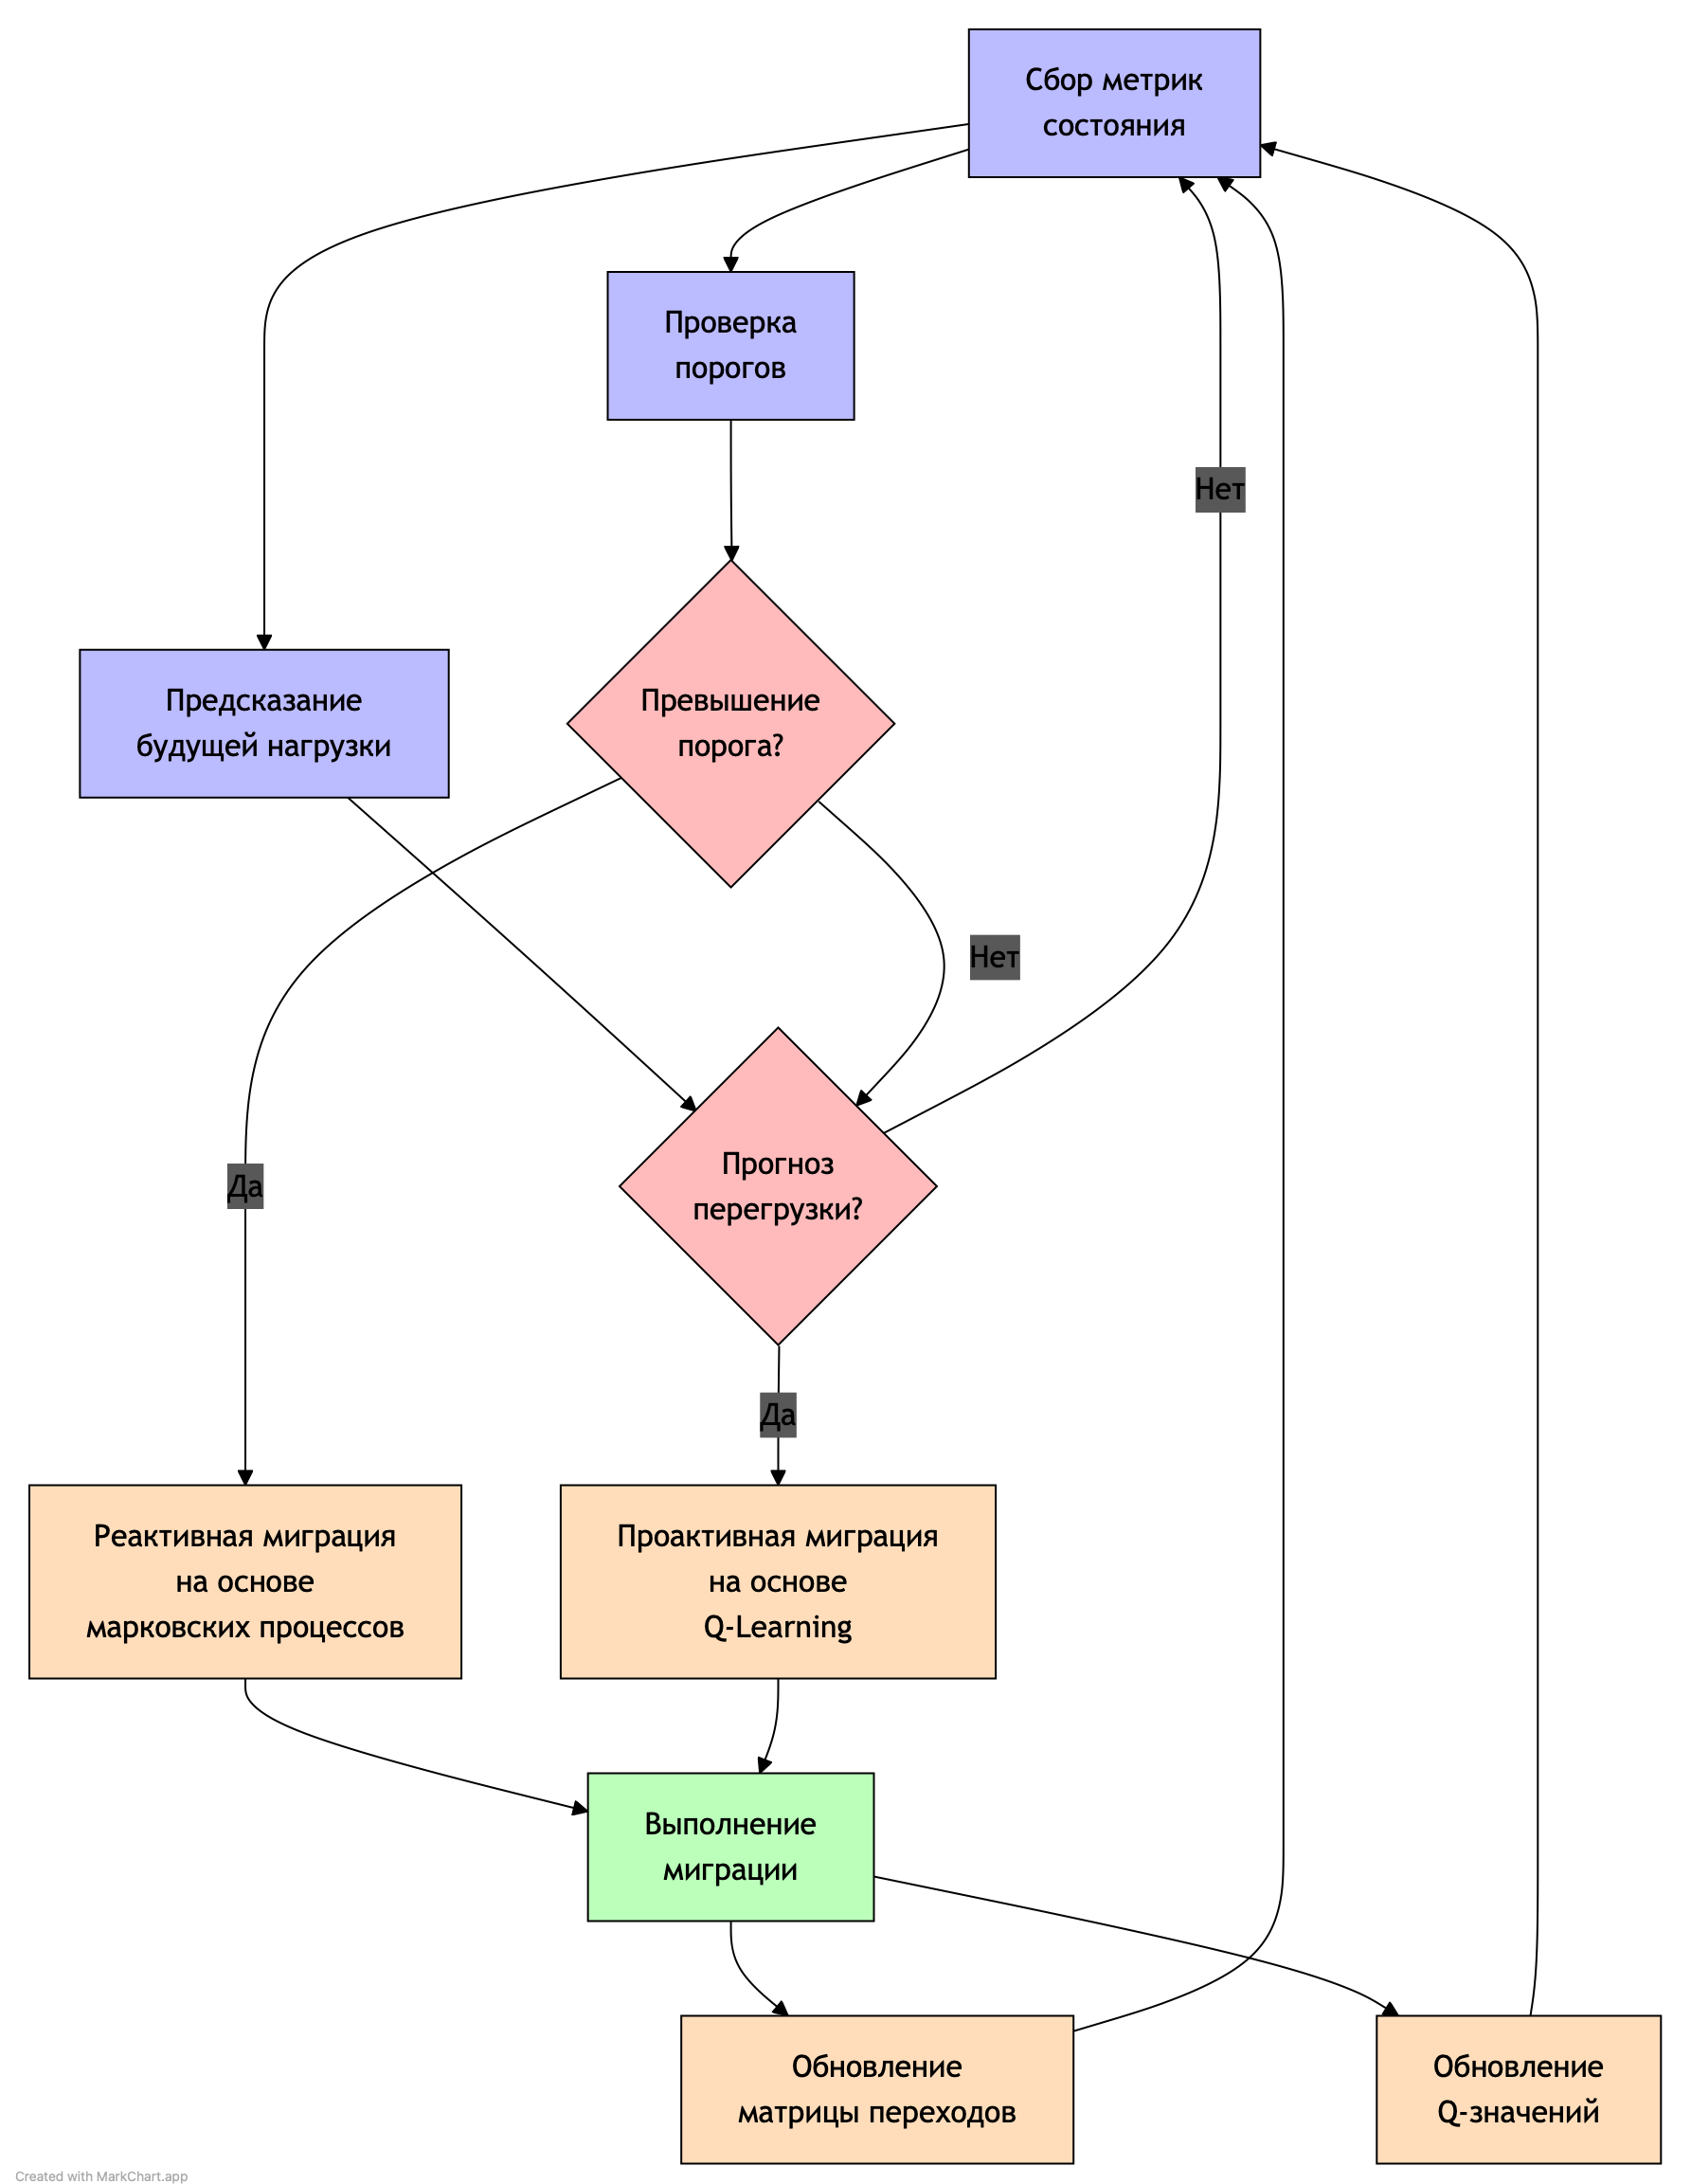 Сбор метрик
состояния
Проверка
порогов
Нет
Предсказание
будущей нагрузки
Превышение
порога?
Нет
Да
Прогноз
перегрузки?
Да
Реактивная миграция
на основе
марковских процессов
Проактивная миграция
на основе
Q-Learning
Выполнение
миграции
Обновление
матрицы переходов
Обновление
Q-значений
Created with MarkChart.app